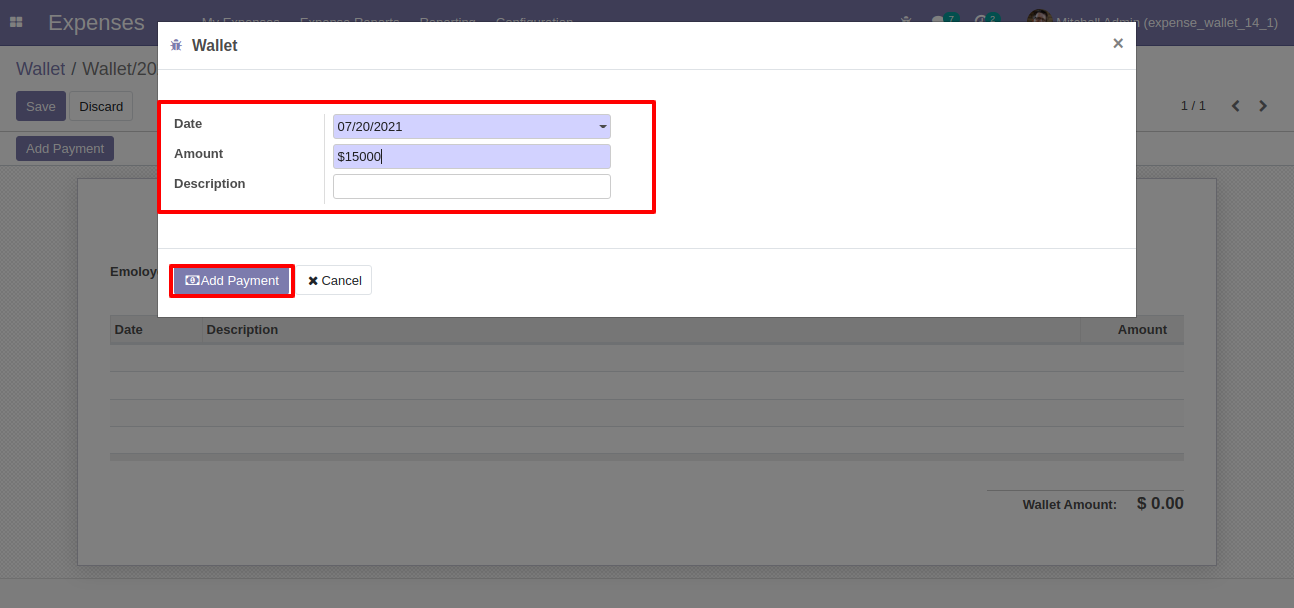 Expenses My Expenses Expense Reports Reporting Configuration 7 2 Mitchell Admin (expense_wallet_14_1)
Wallet ×
Wallet / Wallet/20
Save Discard 1 / 1
Add Payment
Date 07/20/2021
Amount $15000
Description
Add Payment Cancel
Emoloy
Date Description Amount
Wallet Amount: $ 0.00